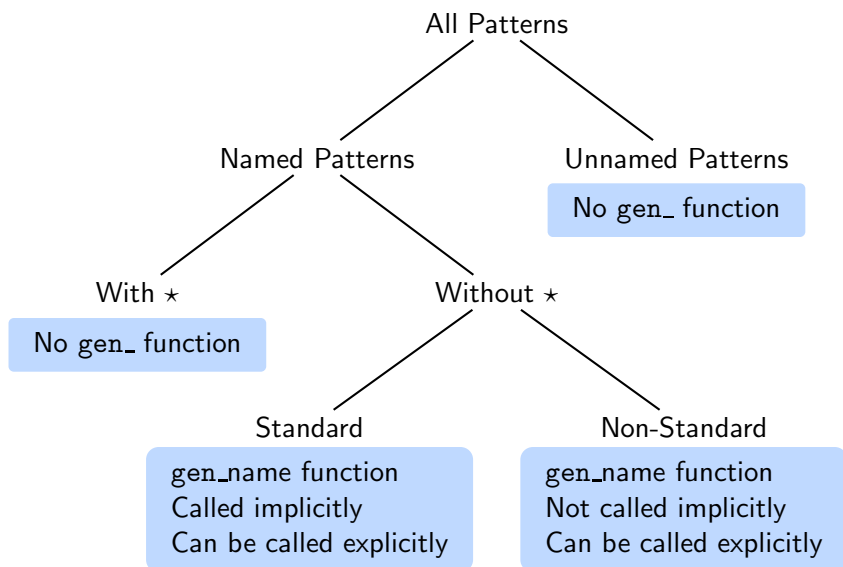 All Patterns
Named Patterns
Unnamed Patterns
No gen_ function
With ⋆
Without ⋆
No gen_ function
Standard
Non-Standard
gen_name function
Called implicitly
Can be called explicitly
gen_name function
Not called implicitly
Can be called explicitly